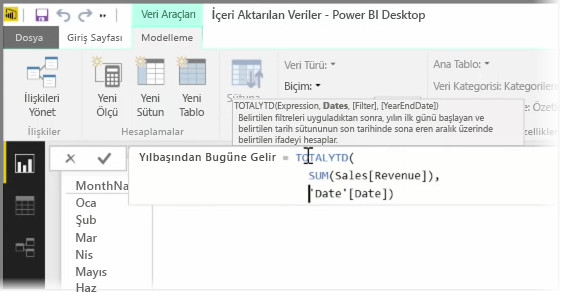 Veri Araçları
İçeri Aktarılan Veriler - Power BI Desktop
Dosya
Giriş Sayfası
Modelleme
İlişkileri
Yönet
Yeni
Ölçü
Yeni
Sütun
Yeni
Tablo
Sütuna
Veri Türü:
Biçim:
Ana Tablo:
Veri Kategorisi: Kategorilen
Özetl
İlişkiler
Hesaplamalar
ellikler
TOTALYTD(Expression, Dates, [Filter], [YearEndDate])
Belirtilen filtreleri uyguladıktan sonra, yılın ilk günü başlayan ve
belirtilen tarih sütununun son tarihinde sona eren aralık üzerinde
belirtilen ifadeyi hesaplar.
Yılbaşından Bugüne Gelir = TOTALYTD(
SUM(Sales[Revenue]),
'Date'[Date])
MonthNa
Oca
Şub
Mar
Nis
Mayıs
Haz